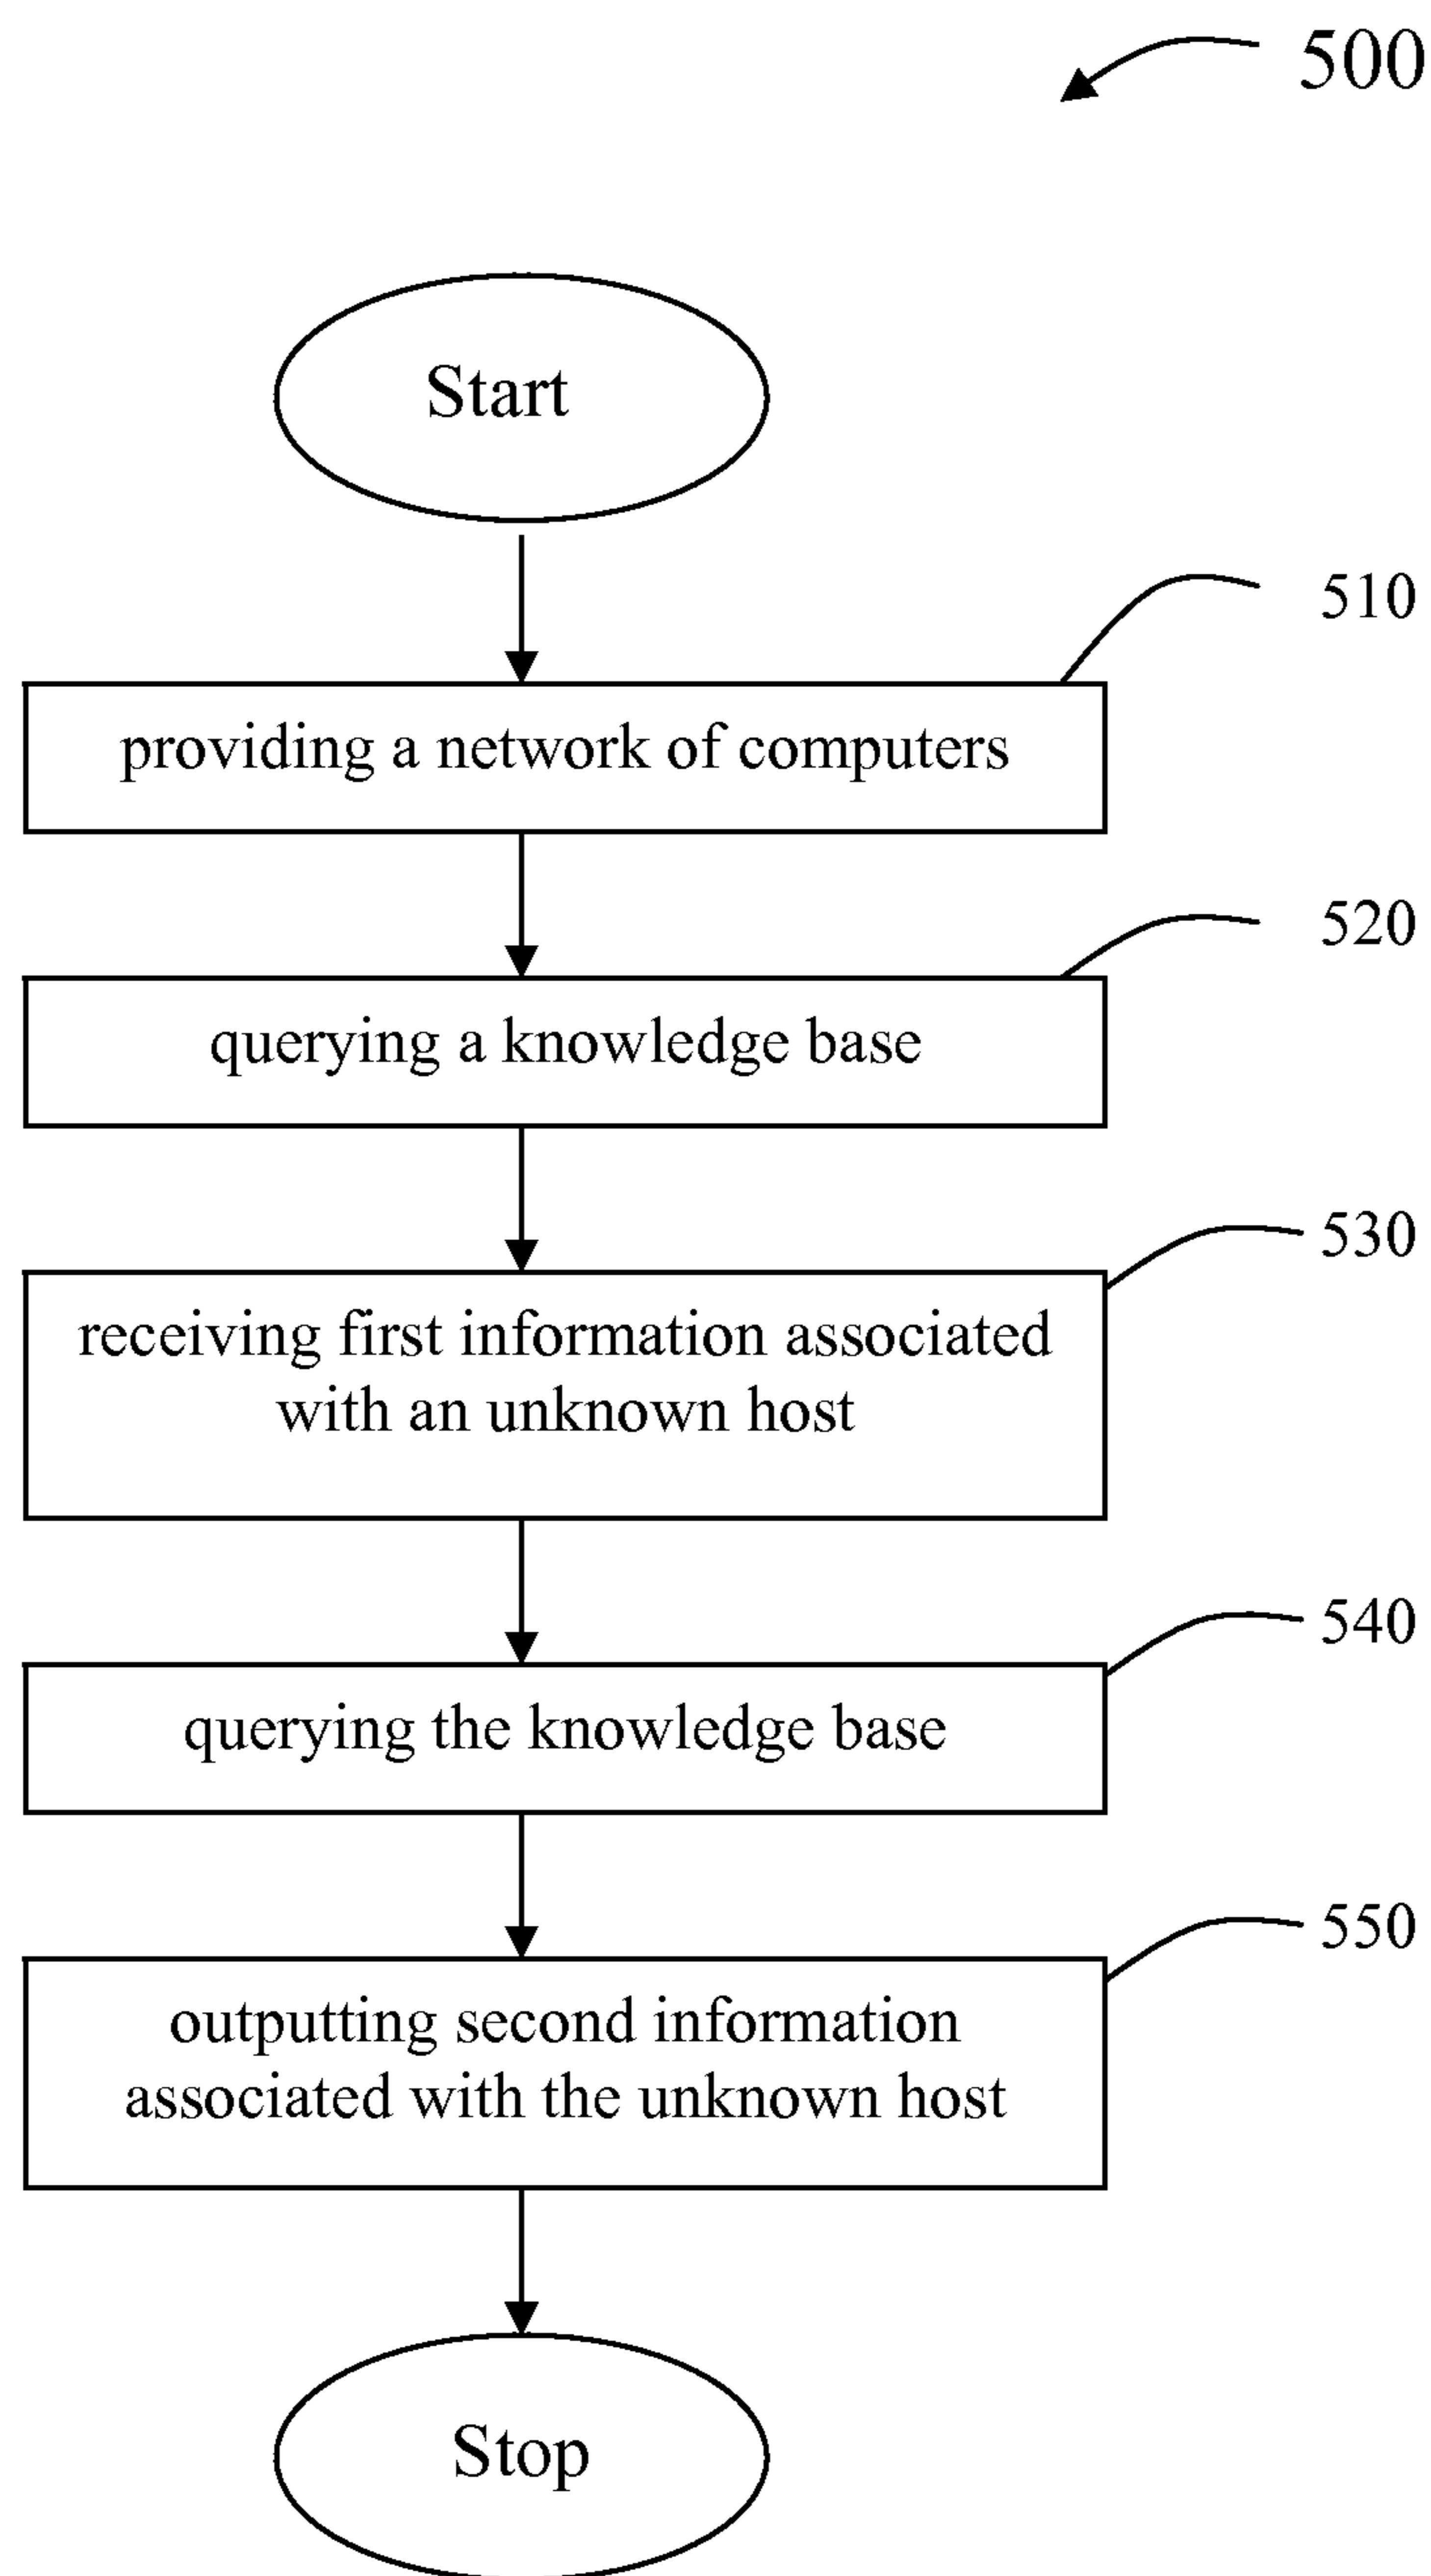 500
Start
510
providing a network of computers
520
querying a knowledge base
530
receiving first information associated
with an unknown host
540
querying the knowledge base
550
outputting second information
associated with the unknown host
Stop